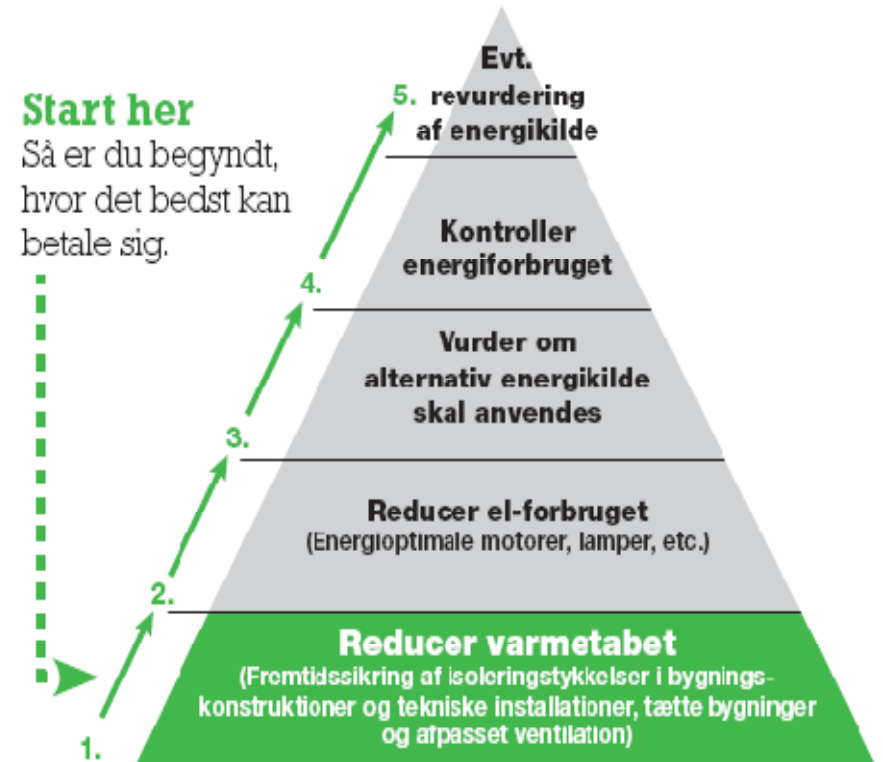 Start her
Så er du begyndt,
hvor det bedst kan
betale sig.
5.
Evt.
revurdering
af energikilde
4.
Kontroller
energiforbruget
3.
Vurder om
alternativ energikilde
skal anvendes
2.
Reducer el-forbruget
(Energioptimale motorer, lamper, etc.)
1.
Reducer varmetabet
(Fremtidssikring af isoleringstykkelser i bygnings-
konstruktioner og tekniske installationer, tætte bygninger
og afpasset ventilation)